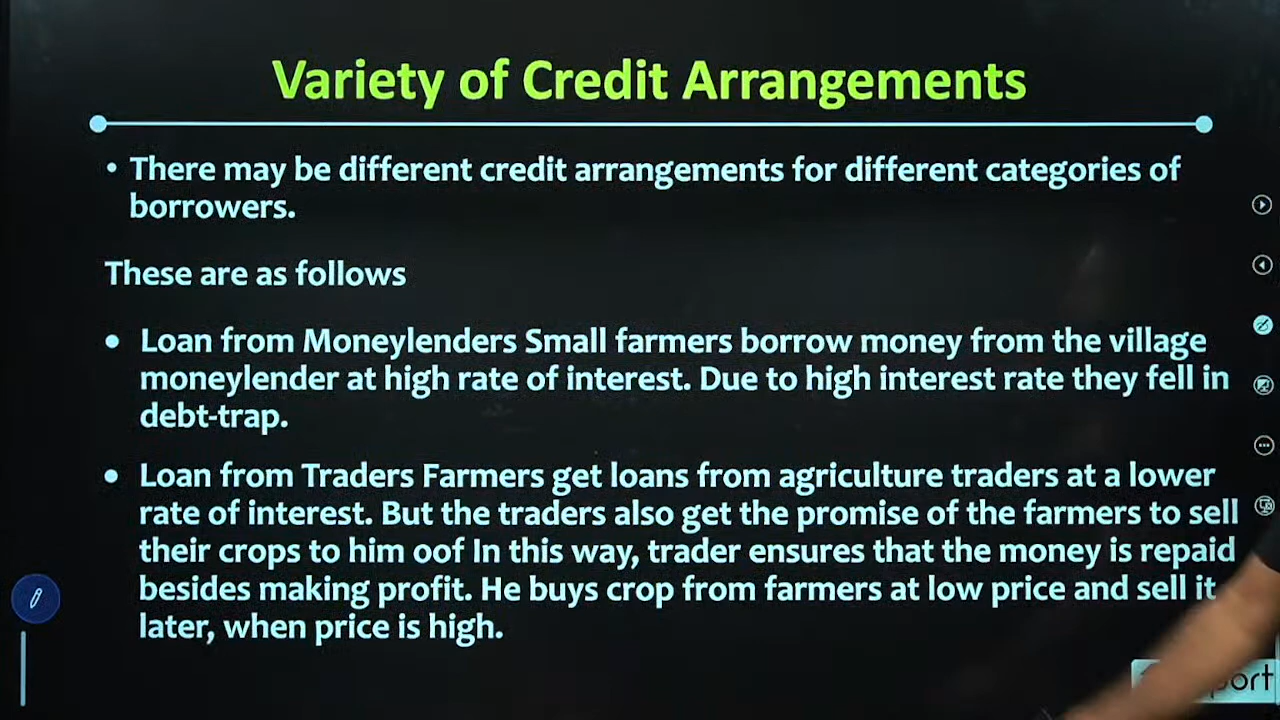 Variety of Credit Arrangements
• There may be different credit arrangements for different categories of
borrowers.
These are as follows
• Loan from Moneylenders Small farmers borrow money from the village
moneylender at high rate of interest. Due to high interest rate they fell in
debt-trap.
• Loan from Traders Farmers get loans from agriculture traders at a lower
rate of interest. But the traders also get the promise of the farmers to sell
their crops to him oof In this way, trader ensures that the money is repaid
besides making profit. He buys crop from farmers at low price and sell it
later, when price is high.